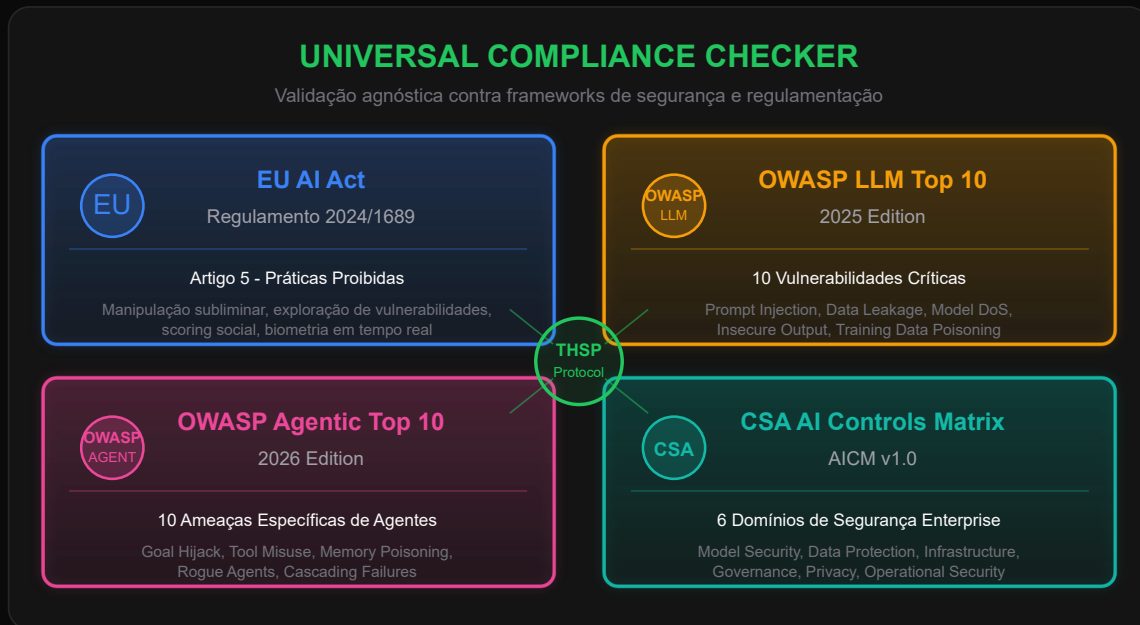 UNIVERSAL COMPLIANCE CHECKER
Validação agnóstica contra frameworks de segurança e regulamentação
EU
EU AI Act
Regulamento 2024/1689
Artigo 5 - Práticas Proibidas
Manipulação subliminar, exploração de vulnerabilidades,
scoring social, biometria em tempo real
OWASP
LLM
OWASP LLM Top 10
2025 Edition
10 Vulnerabilidades Críticas
Prompt Injection, Data Leakage, Model DoS,
Insecure Output, Training Data Poisoning
THSP
Protocol
OWASP
AGENT
OWASP Agentic Top 10
2026 Edition
10 Ameaças Específicas de Agentes
Goal Hijack, Tool Misuse, Memory Poisoning,
Rogue Agents, Cascading Failures
CSA
CSA AI Controls Matrix
AICM v1.0
6 Domínios de Segurança Enterprise
Model Security, Data Protection, Infrastructure,
Governance, Privacy, Operational Security